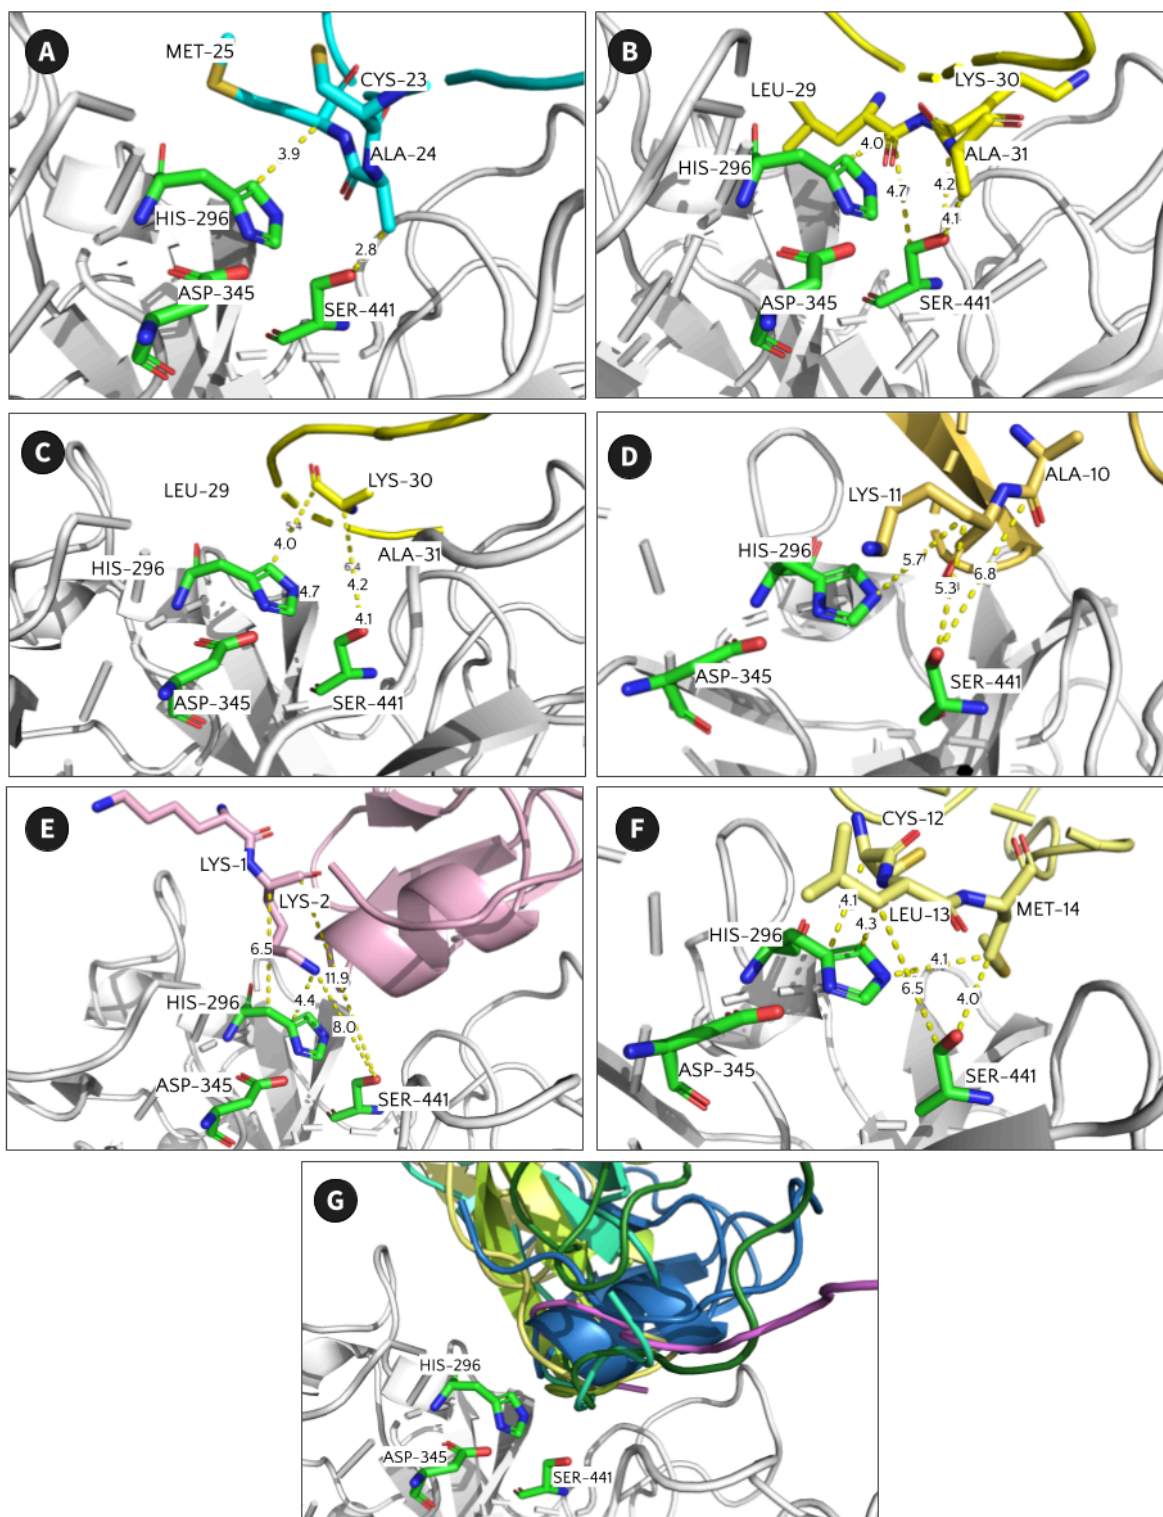 A
MET-25
CYS-23
3.9
ALA-24
HIS-296
2.8
ASP-345
SER-441
B
LYS-30
LEU-29
4.0
ALA-31
HIS-296
4.7
4.2
4.1
ASP-345
SER-441
C
LEU-29
LYS-30
5.4
4.0
ALA-31
HIS-296
6.4
4.7
4.2
4.1
ASP-345
SER-441
D
ALA-10
LYS-11
HIS-296
5.7
6.8
5.3
ASP-345
SER-441
E
LYS-1
LYS-2
6.5
11.9
HIS-296
4.4
8.0
ASP-345
SER-441
F
CYS-12
4.1
LEU-13
MET-14
4.3
HIS-296
4.1
6.5
4.0
ASP-345
SER-441
G
HIS-296
ASP-345
SER-441